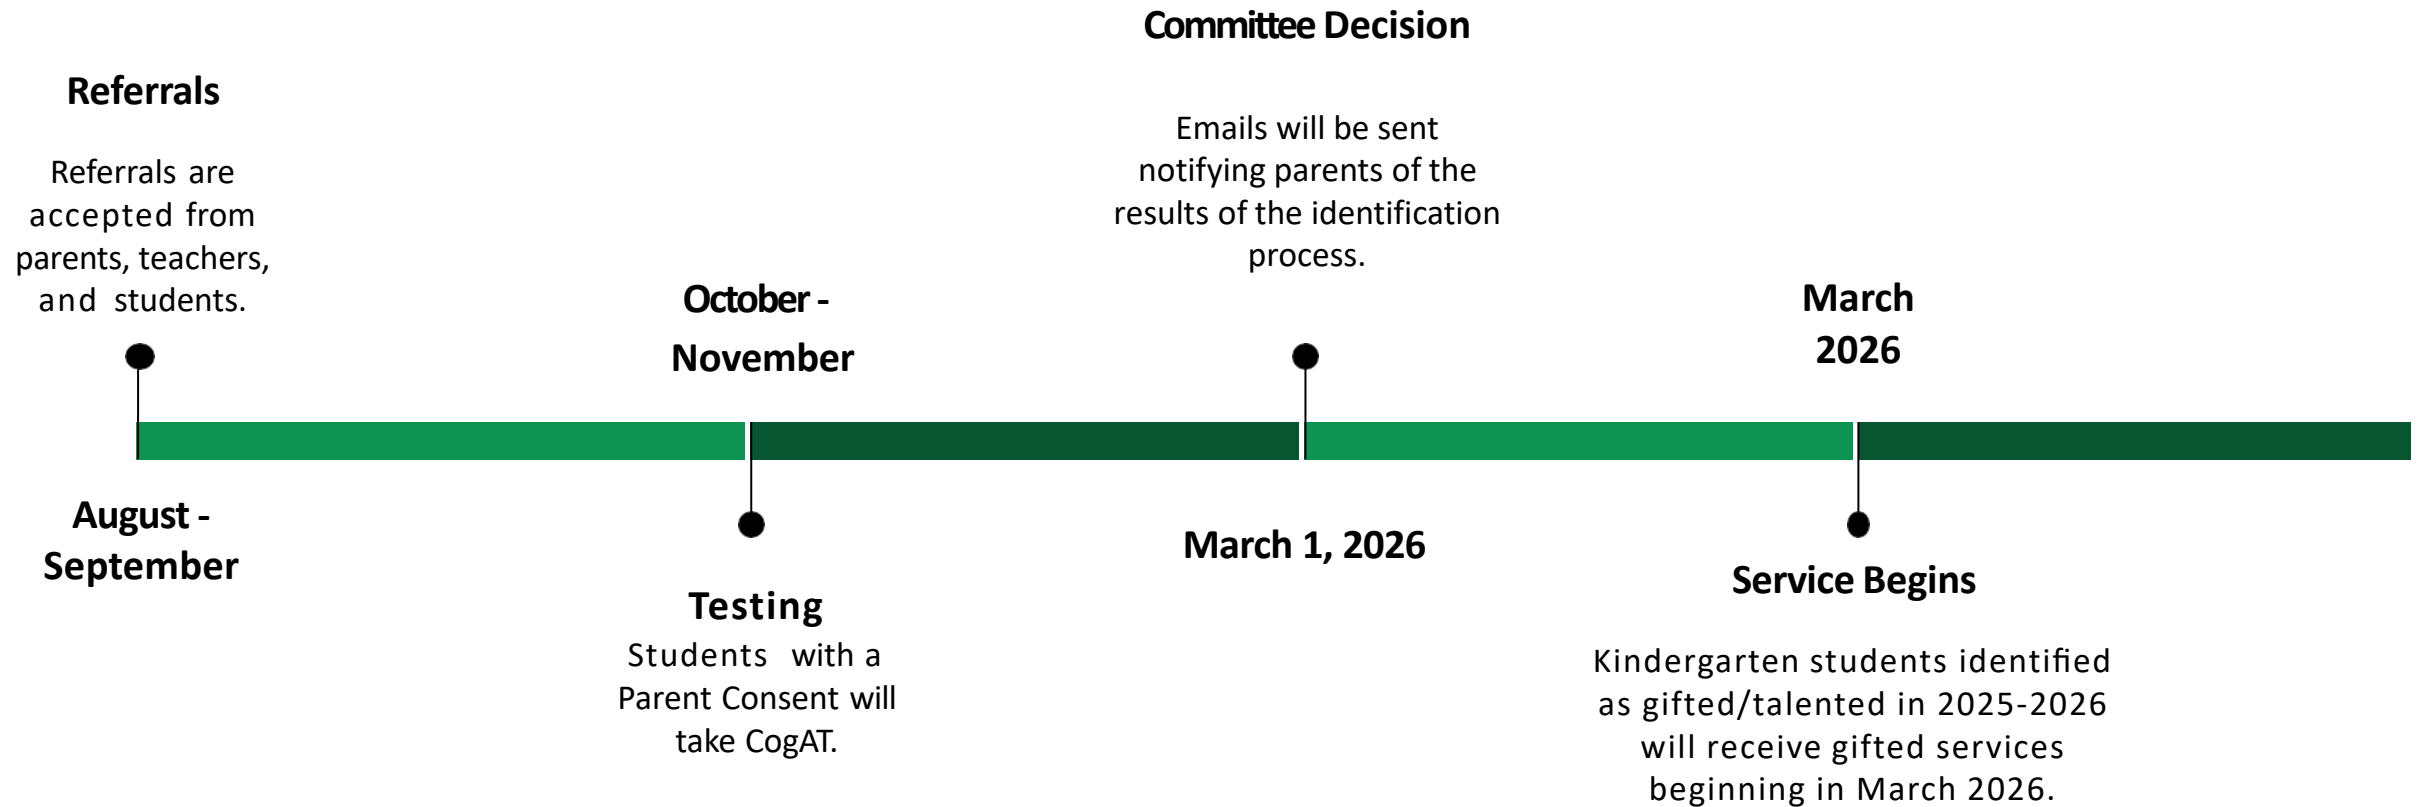 Referrals
Referrals are
accepted from
parents, teachers,
and students.
August -
September
October -
November
Testing
Students with a
Parent Consent will
take CogAT.
Committee Decision
Emails will be sent
notifying parents of the
results of the identification
process.
March 1, 2026
March
2026
Service Begins
Kindergarten students identified
as gifted/talented in 2025-2026
will receive gifted services
beginning in March 2026.